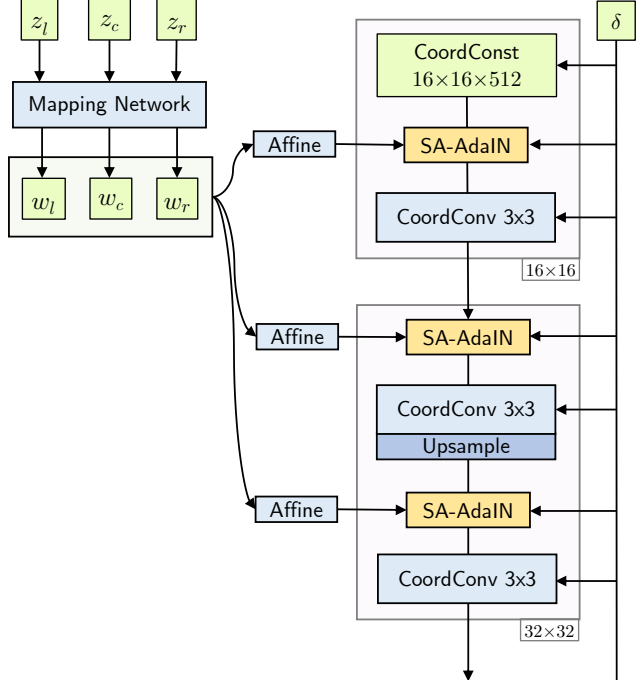 z_l z_c z_r
δ
Mapping Network
w_l w_c w_r
CoordConst
16×16×512
Affine
SA-AdaIN
CoordConv 3x3
16×16
Affine
SA-AdaIN
CoordConv 3x3
Upsample
Affine
SA-AdaIN
CoordConv 3x3
32×32